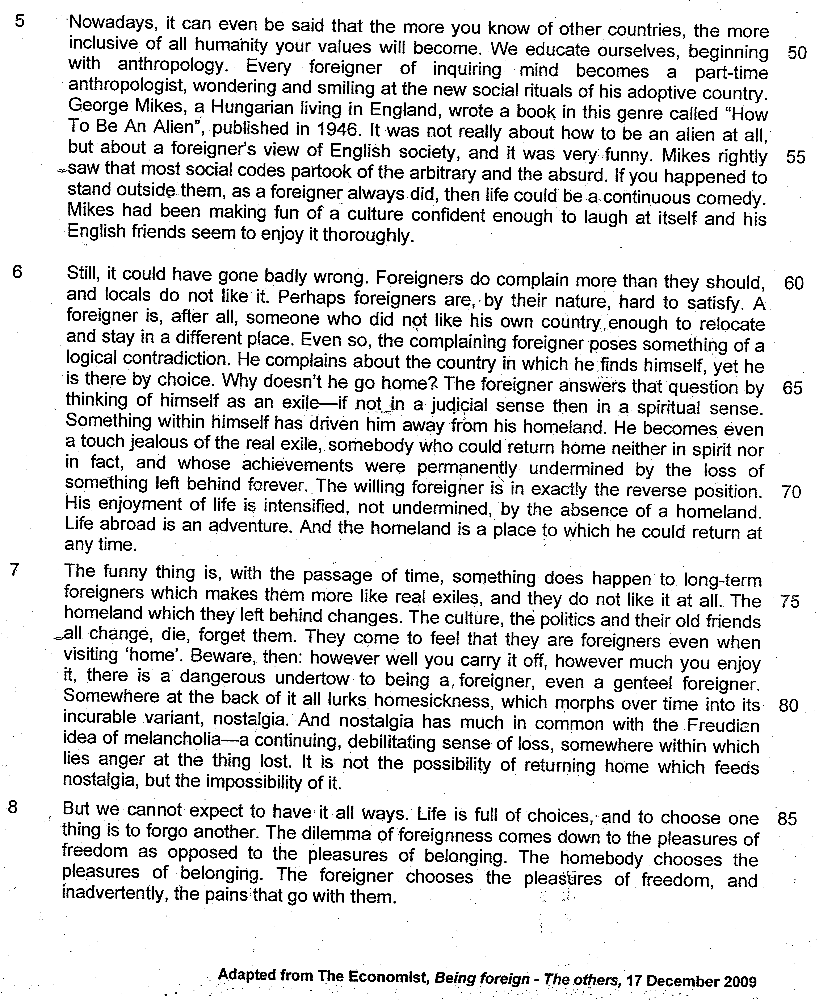 5 Nowadays, it can even be said that the more you know of other countries, the more
inclusive of all humanity your values will become. We educate ourselves, beginning 50
with anthropology. Every foreigner of inquiring mind becomes a part-time
anthropologist, wondering and smiling at the new social rituals of his adoptive country.
George Mikes, a Hungarian living in England, wrote a book in this genre called “How
To Be An Alien”, published in 1946. It was not really about how to be an alien at all,
but about a foreigner's view of English society, and it was very funny. Mikes rightly 55
saw that most social codes partook of the arbitrary and the absurd. If you happened to
stand outside them, as a foreigner always did, then life could be a continuous comedy.
Mikes had been making fun of a culture confident enough to laugh at itself and his
English friends seem to enjoy it thoroughly.
6 Still, it could have gone badly wrong. Foreigners do complain more than they should, 60
and locals do not like it. Perhaps foreigners are, by their nature, hard to satisfy. A
foreigner is, after all, someone who did not like his own country enough to relocate
and stay in a different place. Even so, the complaining foreigner poses something of a
logical contradiction. He complains about the country in which he finds himself, yet he
is there by choice. Why doesn't he go home? The foreigner answers that question by 65
thinking of himself as an exile—if not in a judicial sense then in a spiritual sense.
Something within himself has driven him away from his homeland. He becomes even
a touch jealous of the real exile, somebody who could return home neither in spirit nor
in fact, and whose achievements were permanently undermined by the loss of
something left behind forever. The willing foreigner is in exactly the reverse position. 70
His enjoyment of life is intensified, not undermined, by the absence of a homeland.
Life abroad is an adventure. And the homeland is a place to which he could return at
any time.
7 The funny thing is, with the passage of time, something does happen to long-term
foreigners which makes them more like real exiles, and they do not like it at all. The 75
homeland which they left behind changes. The culture, the politics and their old friends
all change, die, forget them. They come to feel that they are foreigners even when
visiting ‘home’. Beware, then: however well you carry it off, however much you enjoy
it, there is a dangerous undertow to being a foreigner, even a genteel foreigner.
Somewhere at the back of it all lurks homesickness, which morphs over time into its 80
incurable variant, nostalgia. And nostalgia has much in common with the Freudian
idea of melancholia—a continuing, debilitating sense of loss, somewhere within which
lies anger at the thing lost. It is not the possibility of returning home which feeds
nostalgia, but the impossibility of it.
8 But we cannot expect to have it all ways. Life is full of choices, and to choose one 85
thing is to forgo another. The dilemma of foreignness comes down to the pleasures of
freedom as opposed to the pleasures of belonging. The homebody chooses the
pleasures of belonging. The foreigner chooses the pleasures of freedom, and
inadvertently, the pains that go with them.
Adapted from The Economist, Being foreign - The others, 17 December 2009